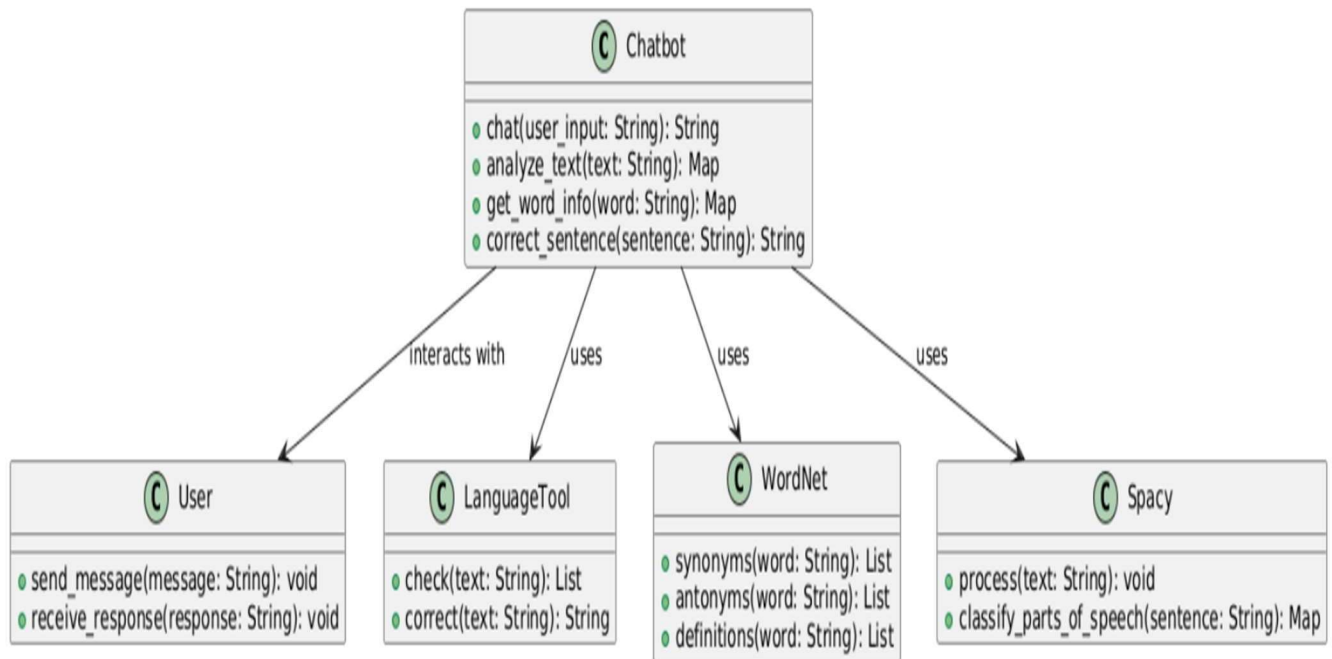 C Chatbot
chat(user_input: String): String
analyze_text(text: String): Map
get_word_info(word: String): Map
correct_sentence(sentence: String): String
interacts with
uses
uses
uses
C User
send_message(message: String): void
receive_response(response: String): void
C LanguageTool
check(text: String): List
correct(text: String): String
C WordNet
synonyms(word: String): List
antonyms(word: String): List
definitions(word: String): List
C Spacy
process(text: String): void
classify_parts_of_speech(sentence: String): Map